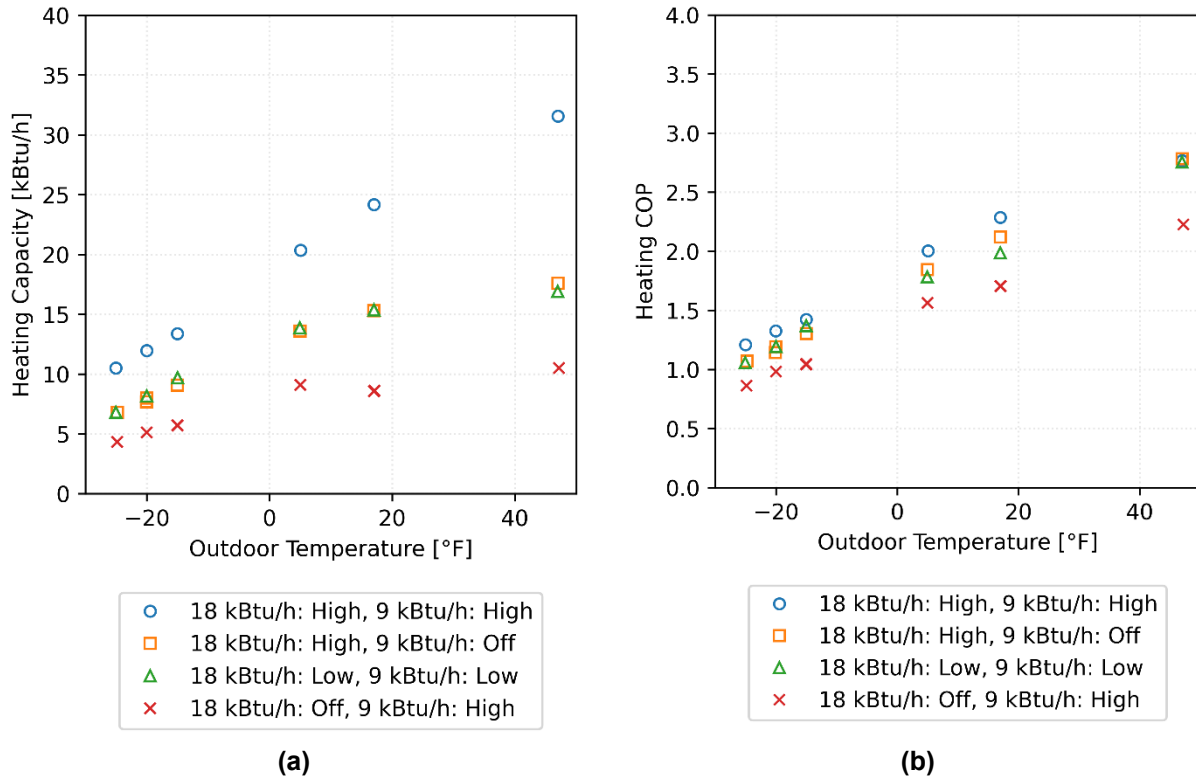 40
35
30
25
20
15
10
5
0
Heating Capacity [kBtu/h]
−20 0 20 40
Outdoor Temperature [°F]
18 kBtu/h: High, 9 kBtu/h: High
18 kBtu/h: High, 9 kBtu/h: Off
18 kBtu/h: Low, 9 kBtu/h: Low
18 kBtu/h: Off, 9 kBtu/h: High
(a)
4.0
3.5
3.0
2.5
2.0
1.5
1.0
0.5
0.0
Heating COP
−20 0 20 40
Outdoor Temperature [°F]
18 kBtu/h: High, 9 kBtu/h: High
18 kBtu/h: High, 9 kBtu/h: Off
18 kBtu/h: Low, 9 kBtu/h: Low
18 kBtu/h: Off, 9 kBtu/h: High
(b)